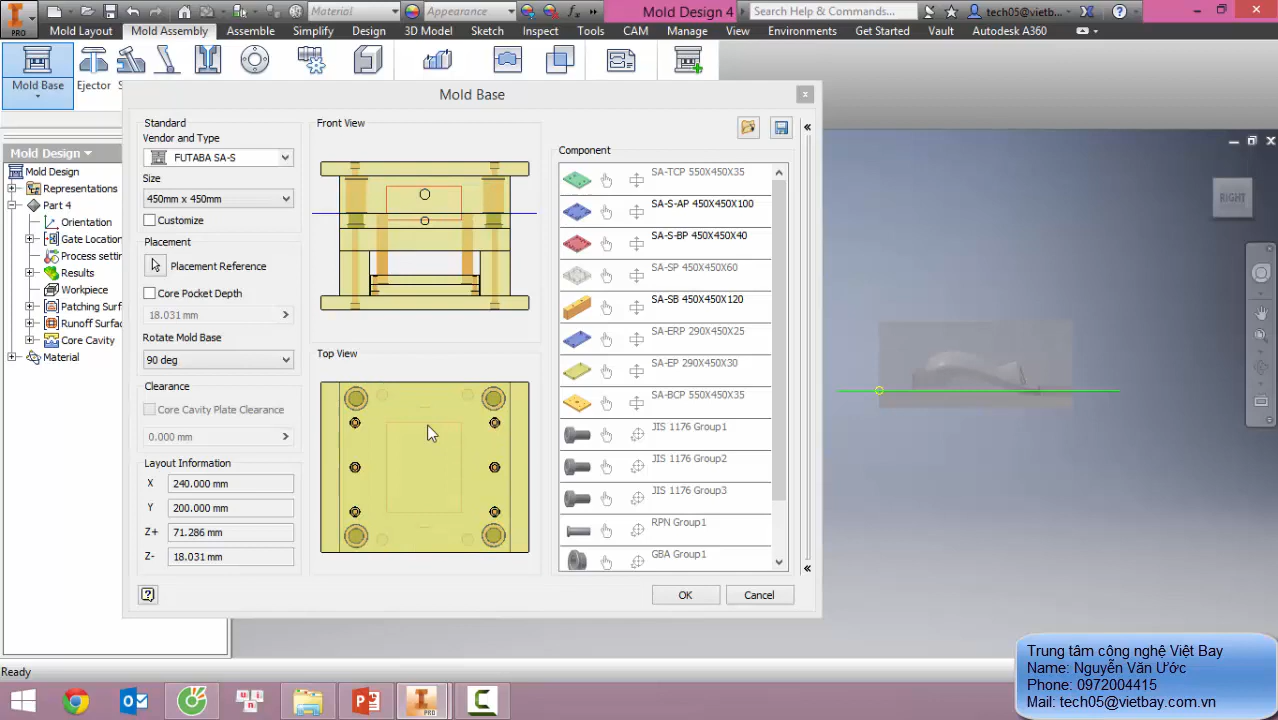 Material
Appearance
Mold Design 4
Search Help & Commands...
tech05@vietba...
PRO
Mold Layout
Mold Assembly
Assemble
Simplify
Design
3D Model
Sketch
Inspect
Tools
CAM
Manage
View
Environments
Get Started
Vault
Autodesk A360
Mold Base
Ejector
Mold Base
Standard
Vendor and Type
FUTABA SA-S
Size
450mm x 450mm
Customize
Placement
Placement Reference
Core Pocket Depth
18.031 mm
Rotate Mold Base
90 deg
Clearance
Core Cavity Plate Clearance
0.000 mm
Layout Information
X 240.000 mm
Y 200.000 mm
Z+ 71.286 mm
Z- 18.031 mm
Front View
Top View
Component
SA-TCP 550X450X35
SA-S-AP 450X450X100
SA-S-BP 450X450X40
SA-SP 450X450X60
SA-SB 450X450X120
SA-ERP 290X450X25
SA-EP 290X450X30
SA-BCP 550X450X35
JIS 1176 Group1
JIS 1176 Group2
JIS 1176 Group3
RPN Group1
GBA Group1
OK
Cancel
Mold Design
Mold Design
Representations
Part 4
Orientation
Gate Location
Process setti
Results
Workpiece
Patching Surf
Runoff Surfa
Core Cavity
Material
RIGHT
Ready
PRO
Trung tâm công nghệ Việt Bay
Name: Nguyễn Văn Ước
Phone: 0972004415
Mail: tech05@vietbay.com.vn